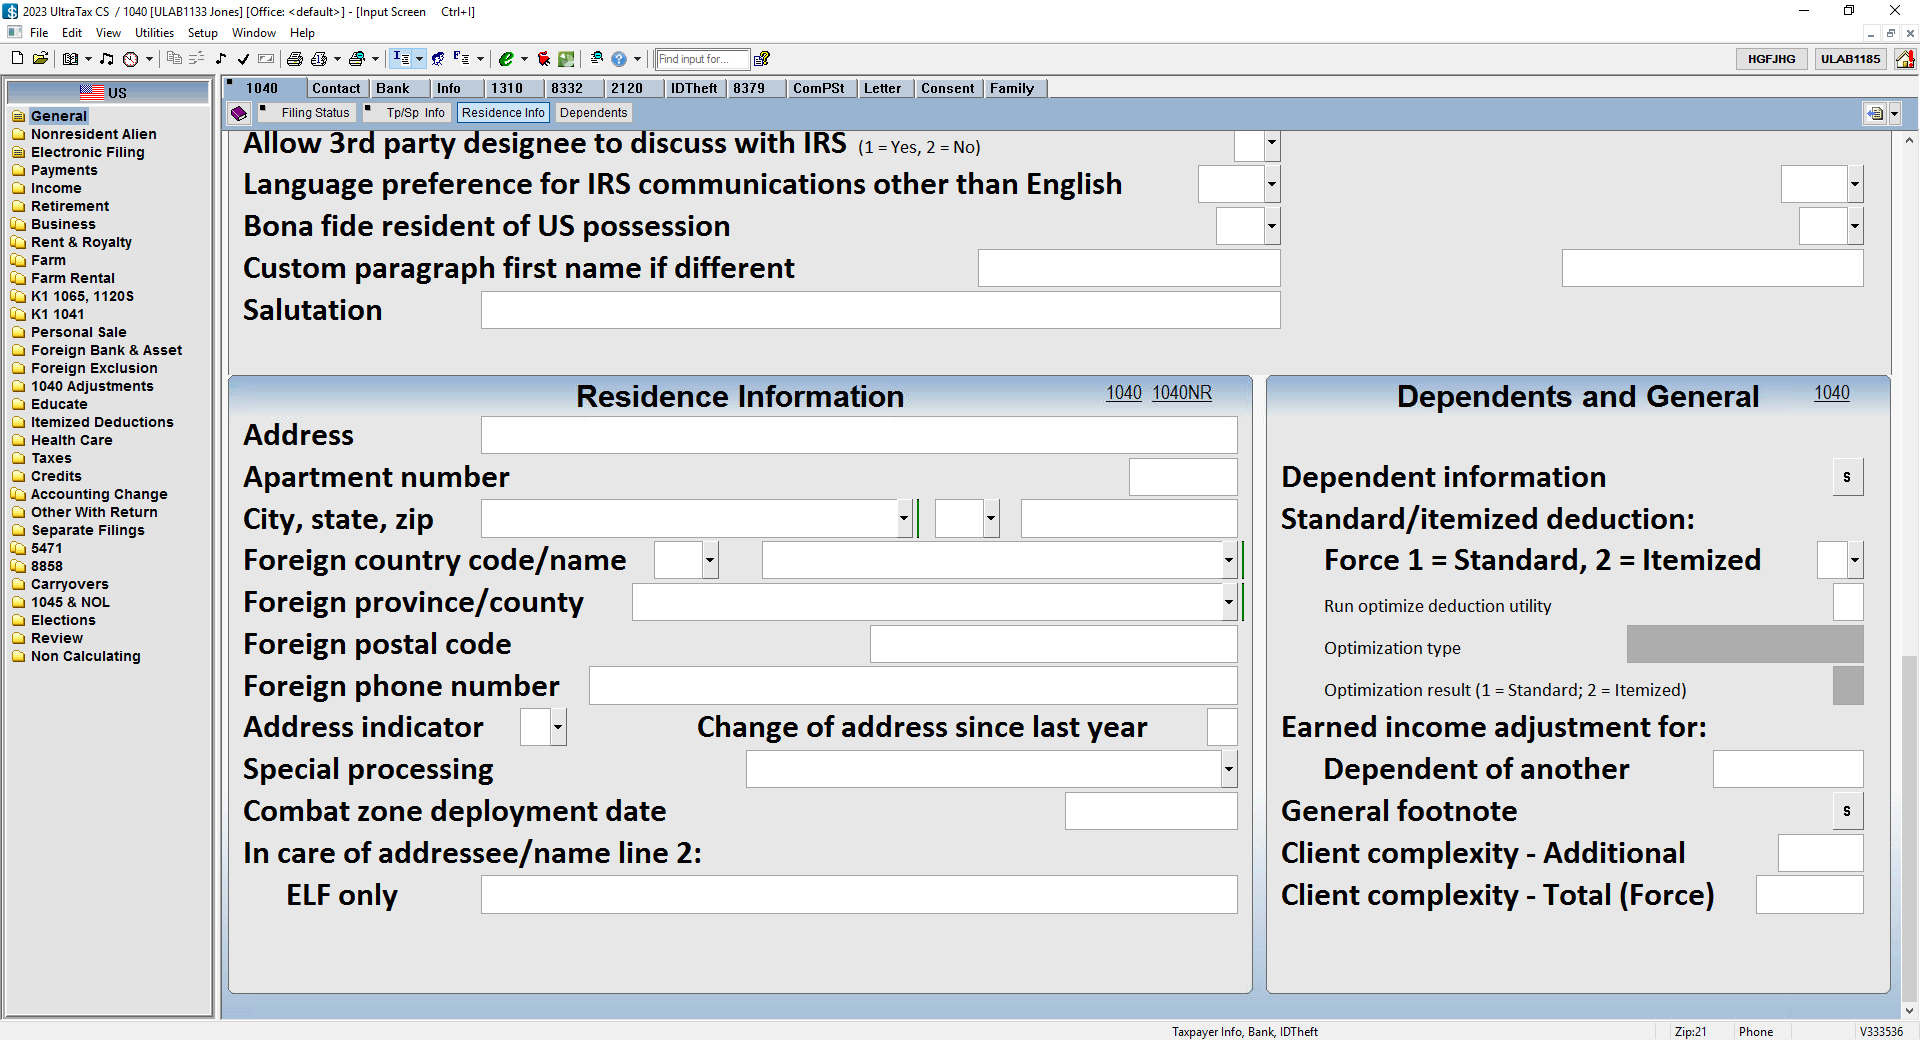 2023 UltraTax CS / 1040 [ULAB1133 Jones] [Office: <default>] - [Input Screen Ctrl+I]
File Edit View Utilities Setup Window Help
Find input for...
HGFJHG ULAB1185
US
General
Nonresident Alien
Electronic Filing
Payments
Income
Retirement
Business
Rent & Royalty
Farm
Farm Rental
K1 1065, 1120S
K1 1041
Personal Sale
Foreign Bank & Asset
Foreign Exclusion
1040 Adjustments
Educate
Itemized Deductions
Health Care
Taxes
Credits
Accounting Change
Other With Return
Separate Filings
5471
8858
Carryovers
1045 & NOL
Elections
Review
Non Calculating
1040 Contact Bank Info 1310 8332 2120 IDTheft 8379 ComPSt Letter Consent Family
Filing Status Tp/Sp Info Residence Info Dependents
Allow 3rd party designee to discuss with IRS (1 = Yes, 2 = No)
Language preference for IRS communications other than English
Bona fide resident of US possession
Custom paragraph first name if different
Salutation
Residence Information 1040 1040NR
Address
Apartment number
City, state, zip
Foreign country code/name
Foreign province/county
Foreign postal code
Foreign phone number
Address indicator Change of address since last year
Special processing
Combat zone deployment date
In care of addressee/name line 2:
ELF only
Dependents and General 1040
Dependent information S
Standard/itemized deduction:
Force 1 = Standard, 2 = Itemized
Run optimize deduction utility
Optimization type
Optimization result (1 = Standard; 2 = Itemized)
Earned income adjustment for:
Dependent of another
General footnote S
Client complexity - Additional
Client complexity - Total (Force)
Taxpayer Info, Bank, IDTheft Zip:21 Phone V333536